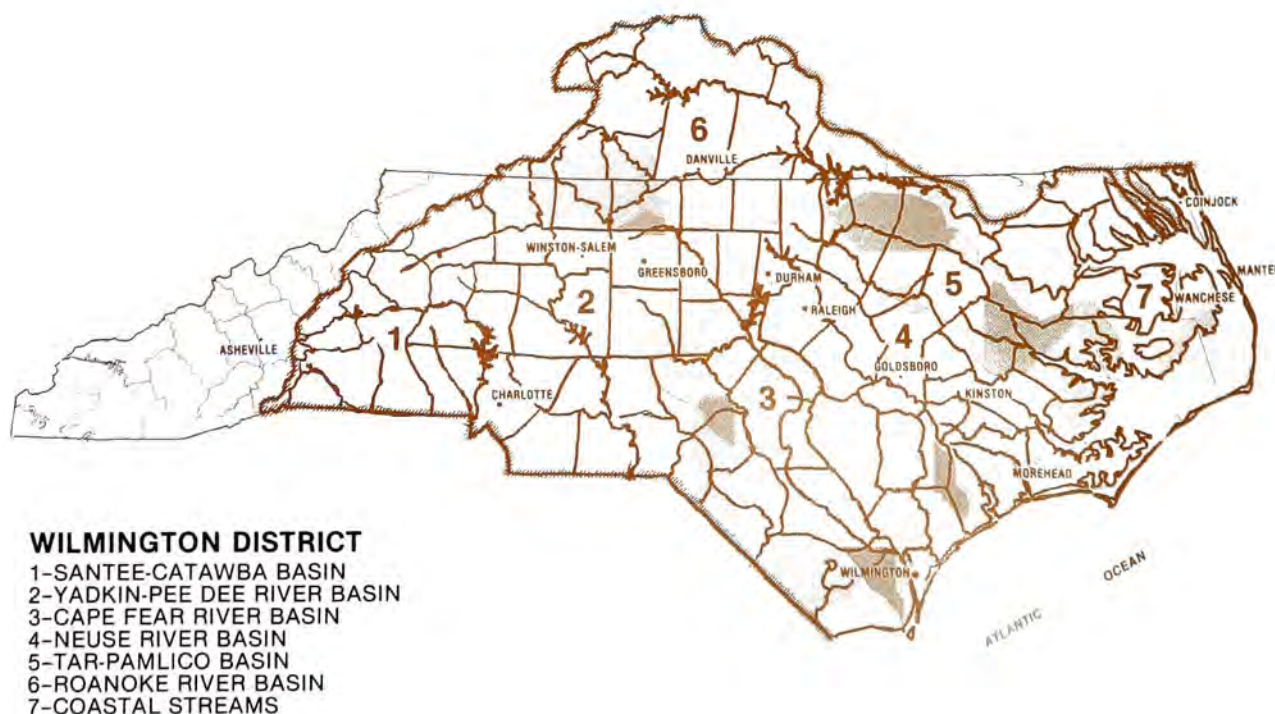 6
DANVILLE
COINJOCK
WINSTON-SALEM
GREENSBORO
DURHAM
5
7
MANTEO
WANCHESE
2
RALEIGH
4
ASHEVILLE
1
GOLDSBORO
CHARLOTTE
3
KINSTON
MOREHEAD
WILMINGTON
OCEAN
ATLANTIC
WILMINGTON DISTRICT
1-SANTEE-CATAWBA BASIN
2-YADKIN-PEE DEE RIVER BASIN
3-CAPE FEAR RIVER BASIN
4-NEUSE RIVER BASIN
5-TAR-PAMLICO BASIN
6-ROANOKE RIVER BASIN
7-COASTAL STREAMS